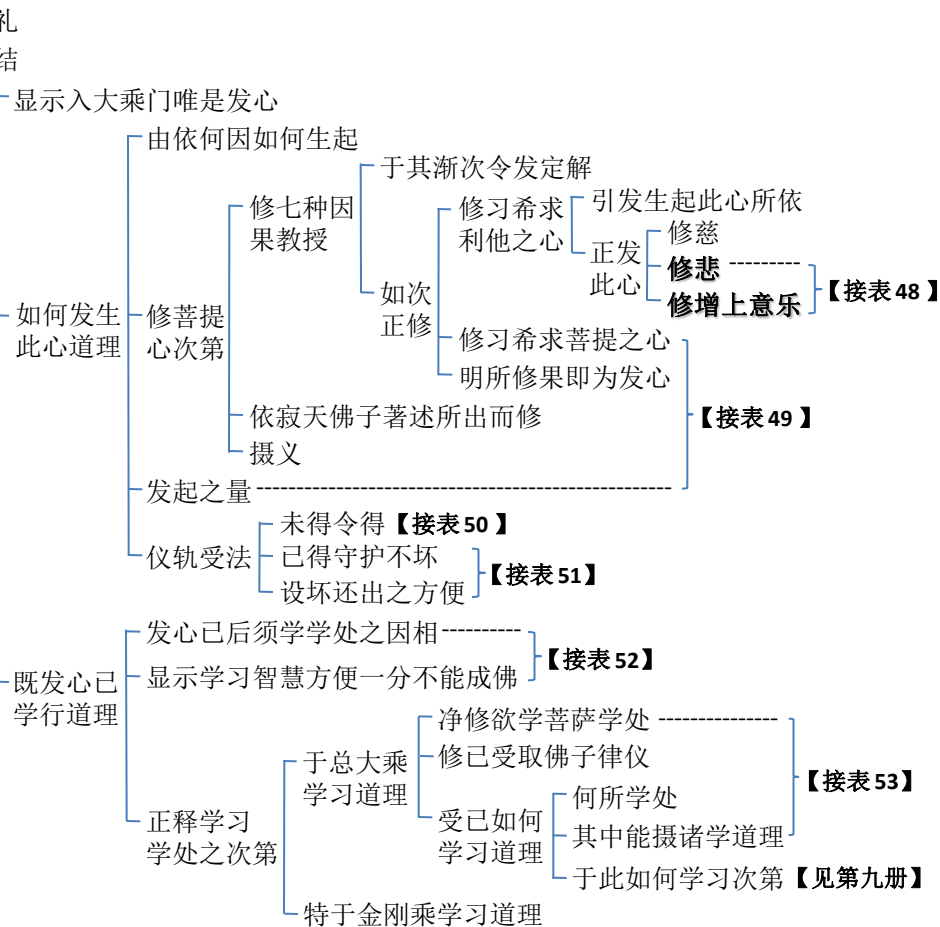 礼
结
显示入大乘门唯是发心
由依何因如何生起
于其渐次令发定解
修七种因
果教授
修习希求
利他之心
引发生起此心所依
正发
此心
修慈
修悲
修增上意乐
【接表 48 】
如次
正修
如何发生
此心道理
修菩提
心次第
修习希求菩提之心
明所修果即为发心
依寂天佛子著述所出而修
【接表 49 】
摄义
发起之量
未得令得【接表 50 】
仪轨受法
已得守护不坏
设坏还出之方便
【接表 51】
发心已后须学学处之因相
【接表 52】
显示学习智慧方便一分不能成佛
既发心已
学行道理
净修欲学菩萨学处
于总大乘
学习道理
修已受取佛子律仪
【接表 53】
何所学处
正释学习
学处之次第
受已如何
学习道理
其中能摄诸学道理
于此如何学习次第【见第九册】
特于金刚乘学习道理